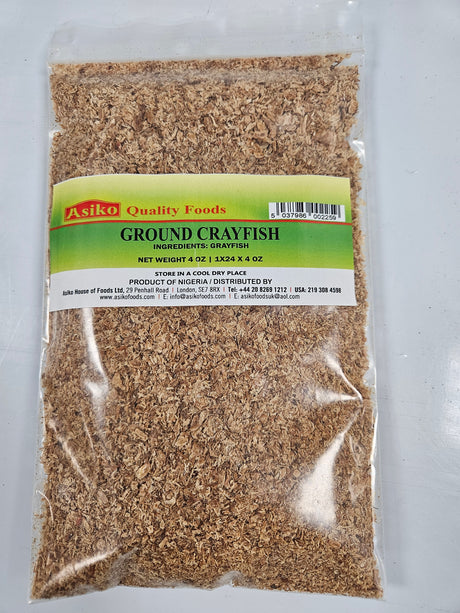 Asiko Quality Foods
5 037986 002259
GROUND CRAYFISH
INGREDIENTS: GRAYFISH
NET WEIGHT 4 OZ | 1X24 X 4 OZ
STORE IN A COOL DRY PLACE
PRODUCT OF NIGERIA / DISTRIBUTED BY
Asiko House of Foods Ltd, 29 Penhall Road | London, SE7 8RX | Tel: +44 20 8269 1212 | USA: 219 308 4598
www.asikofoods.com | E: info@asikofoods.com | E: asikofoodsuk@aol.com